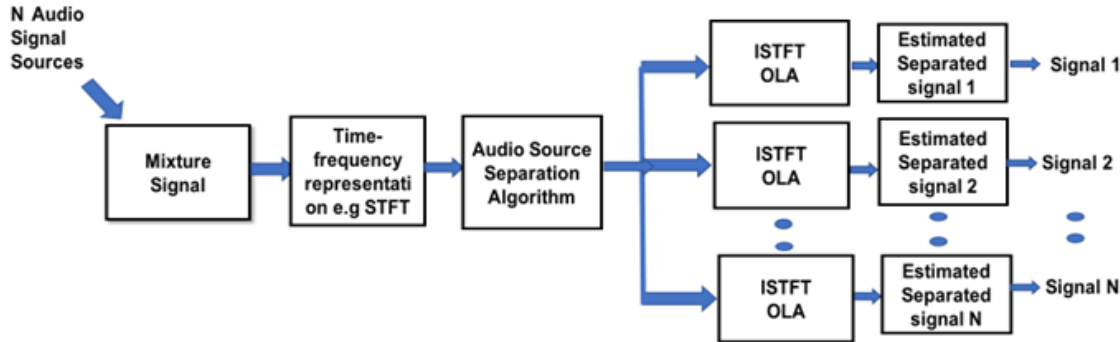 N Audio
Signal
Sources
Mixture
Signal
Time-
frequency
representati
on e.g STFT
Audio Source
Separation
Algorithm
ISTFT
OLA
Estimated
Separated
signal 1
Signal 1
ISTFT
OLA
Estimated
Separated
signal 2
Signal 2
ISTFT
OLA
Estimated
Separated
signal N
Signal N